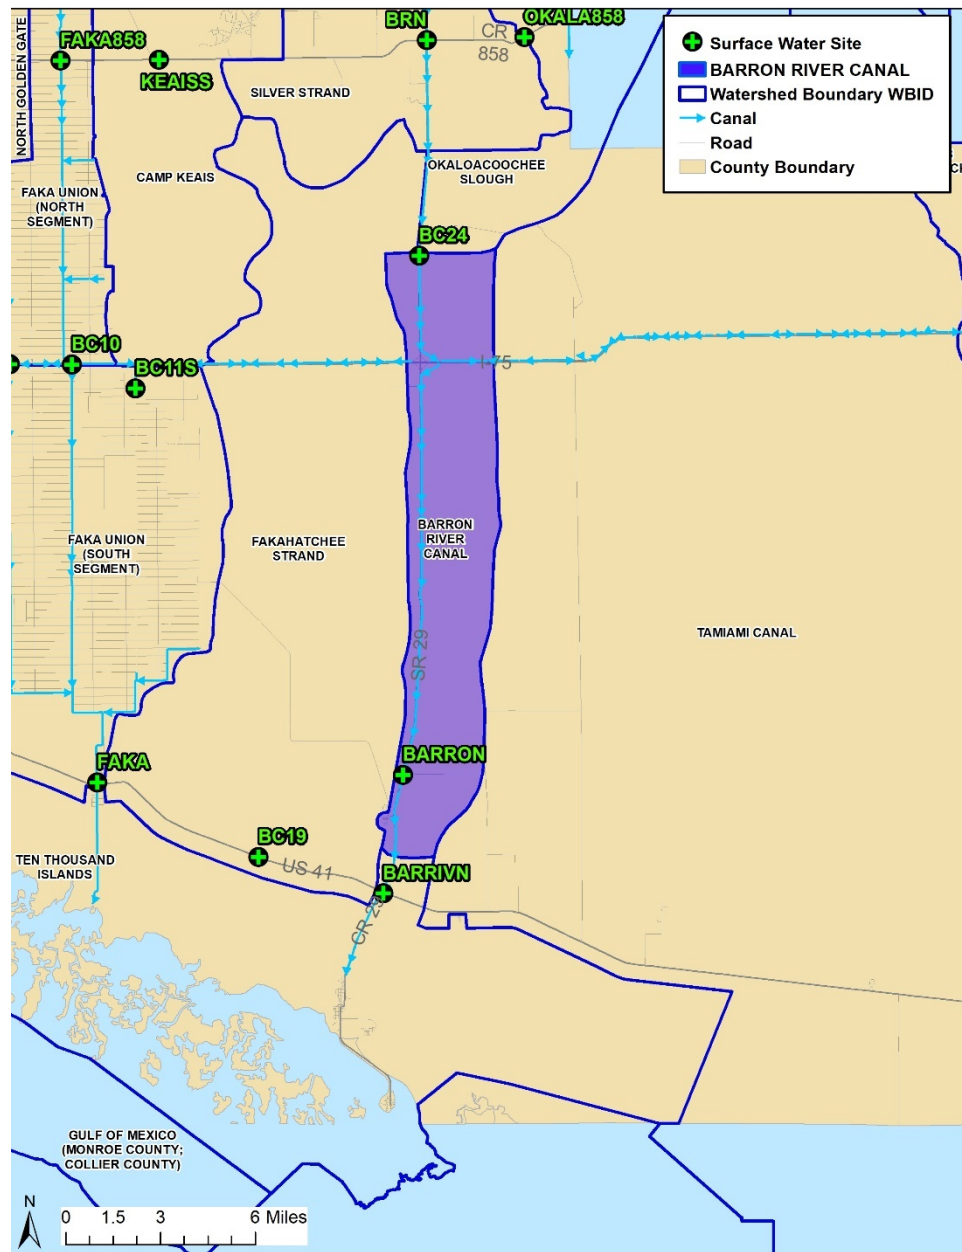 FAKA858
KEAISS
BRN
OKALA858
CR
858
NORTH GOLDEN GATE
SILVER STRAND
CAMP KEAIS
OKALOACOOCHEE
SLOUGH
FAKA UNION
(NORTH
SEGMENT)
Surface Water Site
BARRON RIVER CANAL
Watershed Boundary WBID
Canal
Road
County Boundary
BC24
BC10
BC11S
I-75
FAKA UNION
(SOUTH
SEGMENT)
FAKAHATCHEE
STRAND
BARRON
RIVER
CANAL
TAMIAMI CANAL
SR 29
BARRON
FAKA
BC19
US 41
BARRIVN
CR 29
TEN THOUSAND
ISLANDS
GULF OF MEXICO
(MONROE COUNTY;
COLLIER COUNTY)
N
0 1.5 3 6 Miles